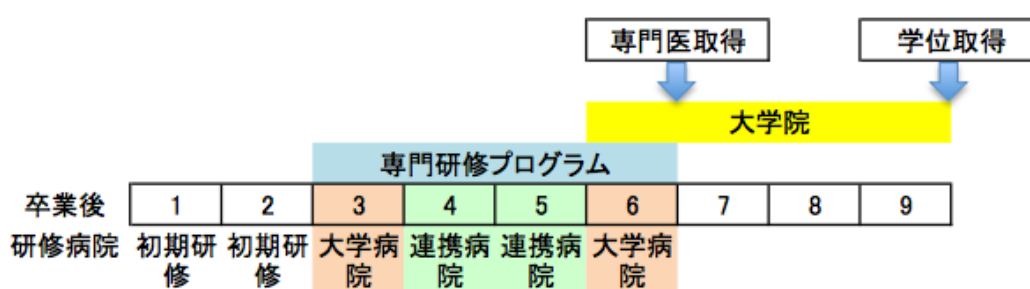 専門医取得 学位取得
大学院
専門研修プログラム
卒業後 1 2 3 4 5 6 7 8 9
研修病院 初期研修 初期研修 大学病院 連携病院 連携病院 大学病院